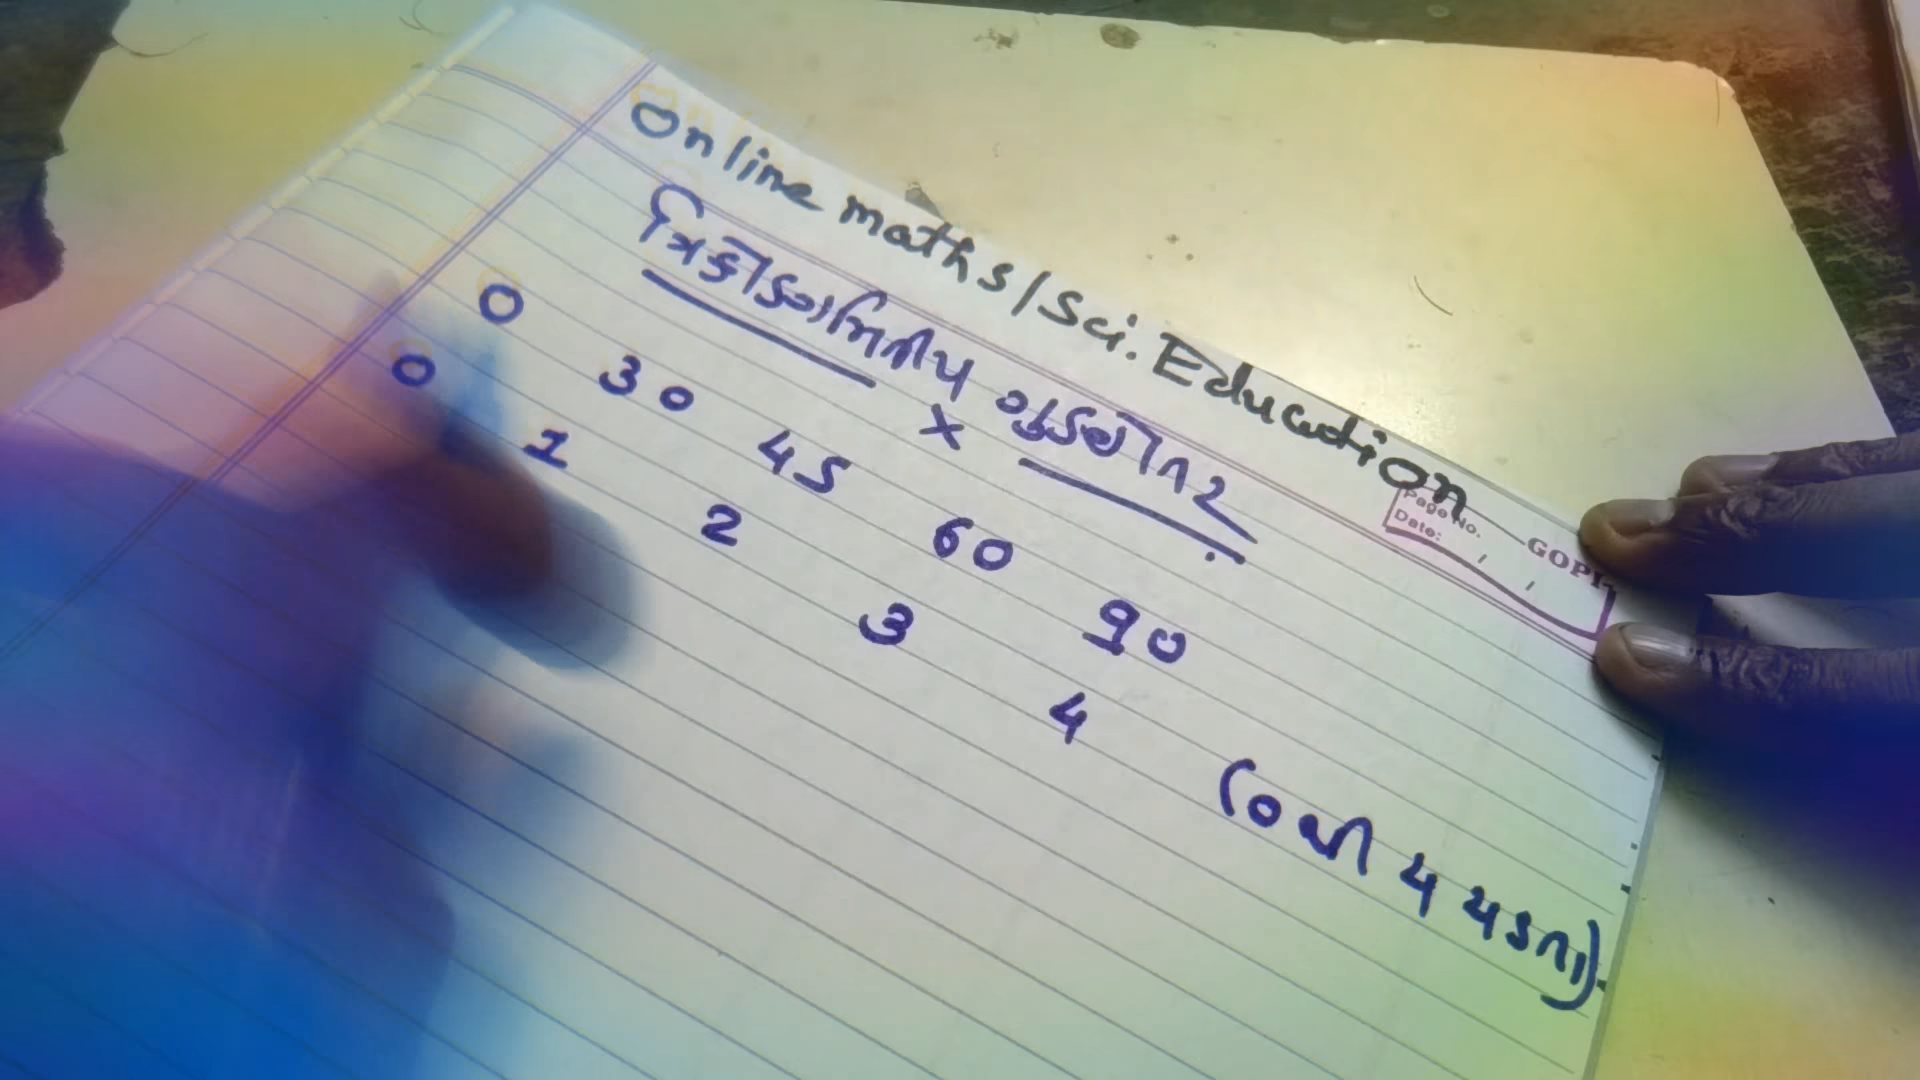 Online maths/Sci. Education
ત્રિકોણમિતીય ગુણોત્તર
Page No.
Date:
GOPI
0 30 45 60 90
0 1 2 3 4 (0 થી 4 ચડતા)